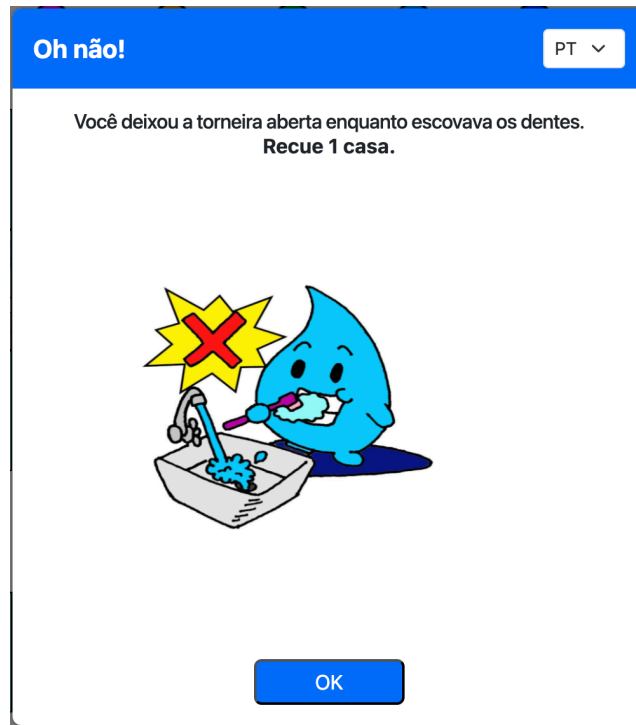 Oh não!
PT
Você deixou a torneira aberta enquanto escovava os dentes.
Recue 1 casa.
OK